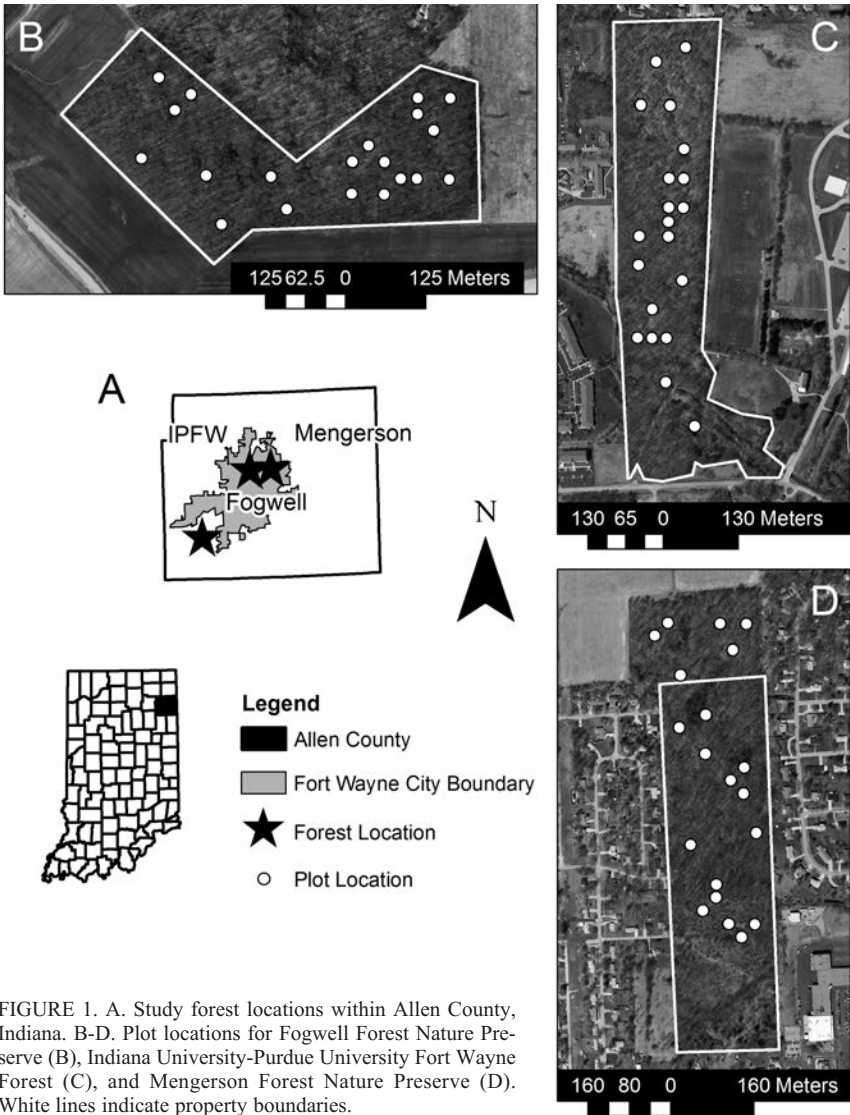 B
125 62.5 0 125 Meters
C
130 65 0 130 Meters
A
IPFW Mengerson
Fogwell
N
D
160 80 0 160 Meters
Legend
Allen County
Fort Wayne City Boundary
Forest Location
Plot Location
FIGURE 1. A. Study forest locations within Allen County,
Indiana. B-D. Plot locations for Fogwell Forest Nature Pre-
serve (B), Indiana University-Purdue University Fort Wayne
Forest (C), and Mengerson Forest Nature Preserve (D).
White lines indicate property boundaries.